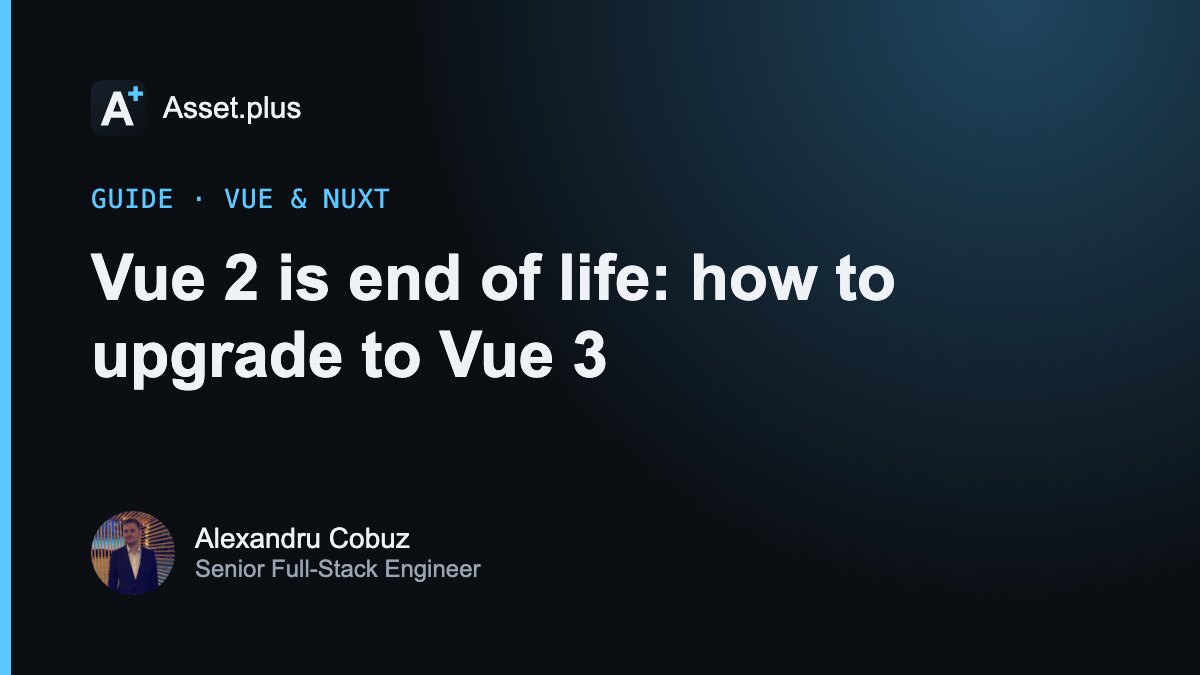 A+
Asset.plus
GUIDE · VUE & NUXT
Vue 2 is end of life: how to
upgrade to Vue 3
Alexandru Cobuz
Senior Full-Stack Engineer